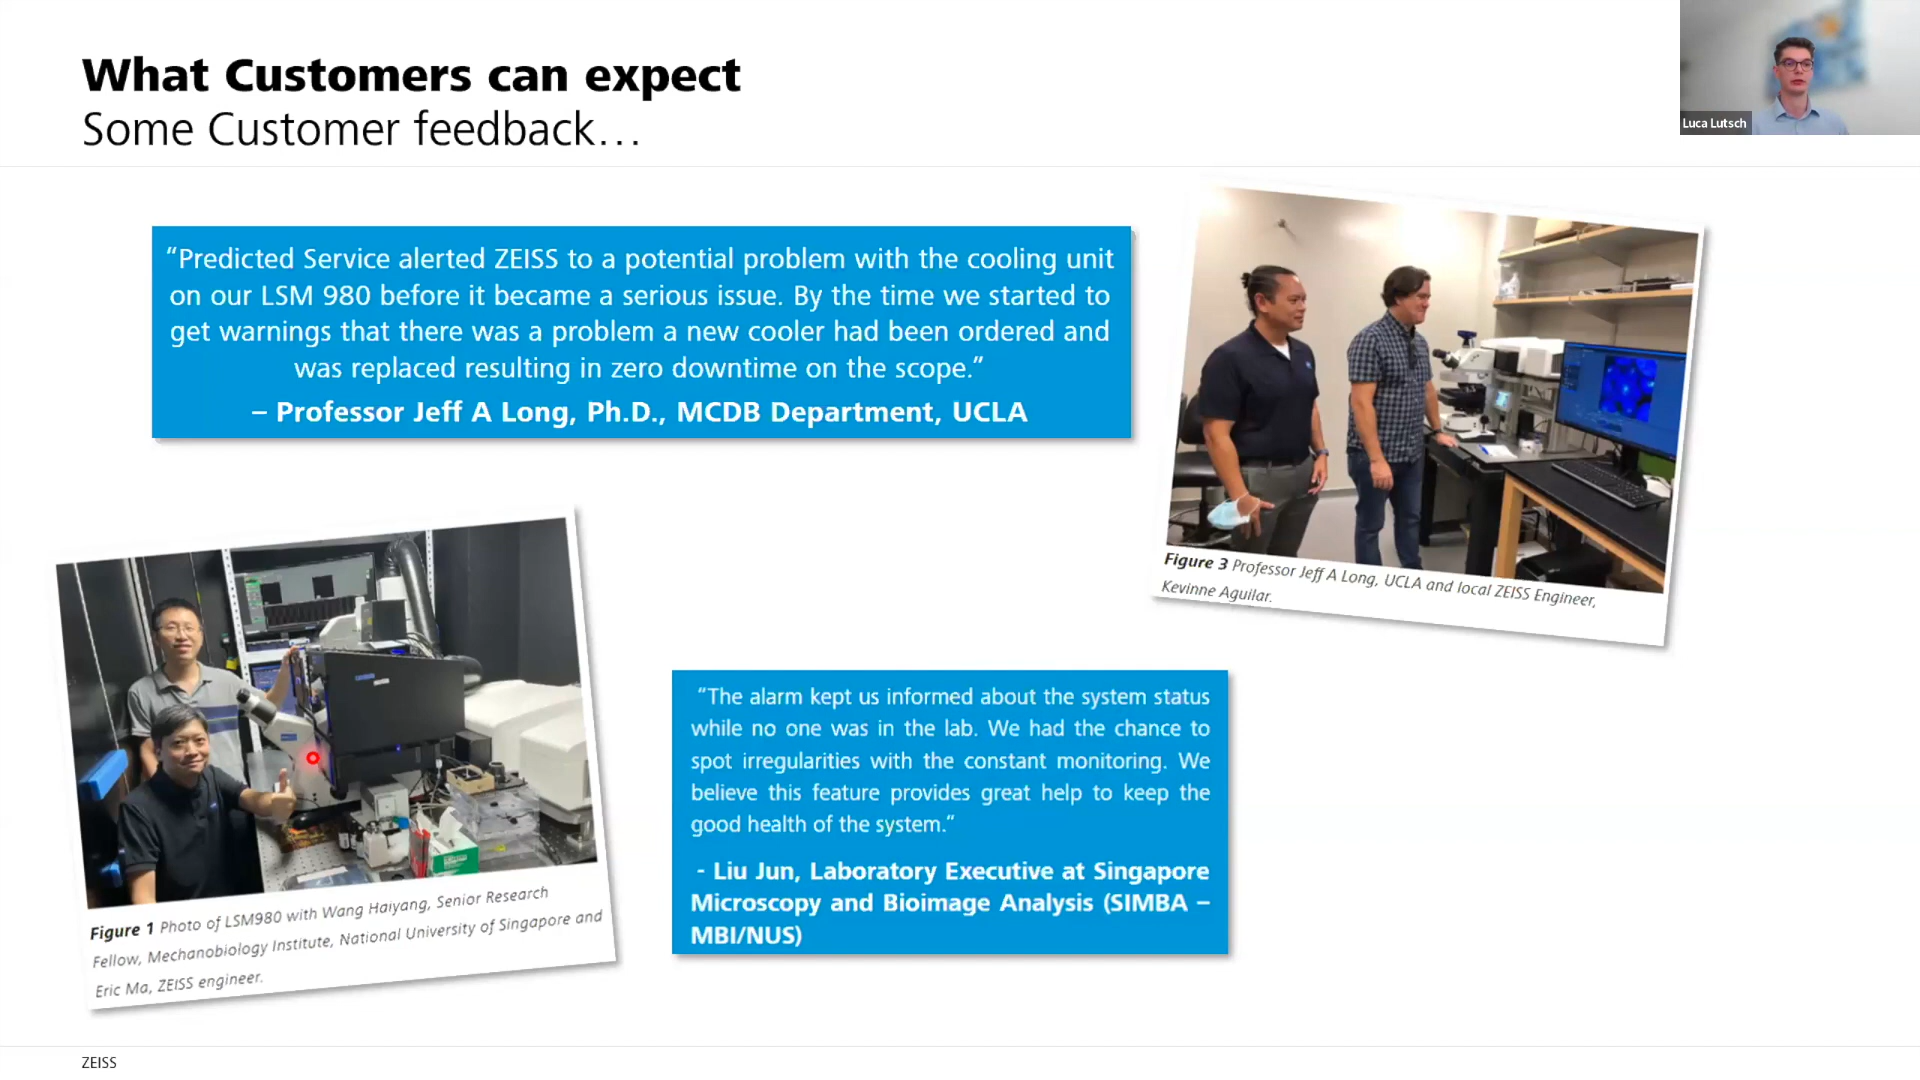 What Customers can expect
Some Customer feedback…
Luca Lutsch
“Predicted Service alerted ZEISS to a potential problem with the cooling unit
on our LSM 980 before it became a serious issue. By the time we started to
get warnings that there was a problem a new cooler had been ordered and
was replaced resulting in zero downtime on the scope.”
– Professor Jeff A Long, Ph.D., MCDB Department, UCLA
Figure 3 Professor Jeff A Long, UCLA and local ZEISS Engineer,
Kevinne Aguilar.
Figure 1 Photo of LSM980 with Wang Haiyang, Senior Research
Fellow, Mechanobiology Institute, National University of Singapore and
Eric Ma, ZEISS engineer.
“The alarm kept us informed about the system status
while no one was in the lab. We had the chance to
spot irregularities with the constant monitoring. We
believe this feature provides great help to keep the
good health of the system.”
- Liu Jun, Laboratory Executive at Singapore
Microscopy and Bioimage Analysis (SIMBA –
MBI/NUS)
ZEISS